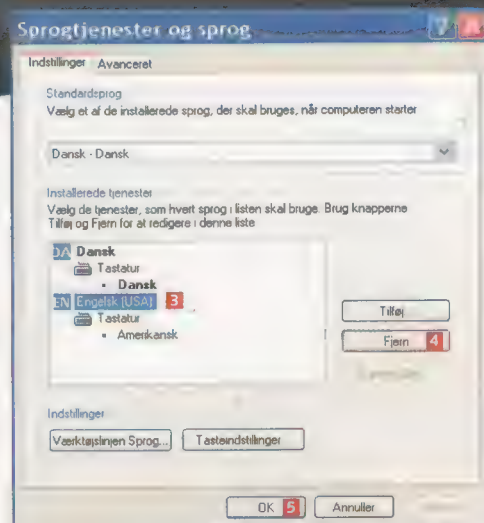 Sprogtjenester og sprog
Indstillinger Avanceret
Standardsprog
Vælg et af de installerede sprog, der skal bruges, når computeren starter
Dansk - Dansk
Installerede tjenester
Vælg de tjenester, som hvert sprog i listen skal bruge. Brug knapperne
Tilføj og Fjern for at redigere i denne liste
DA Dansk
Tastatur
• Dansk
EN Engelsk (USA) 3
Tastatur
• Amerikansk
Tilføj
Fjern 4
Indstillinger
Værktøjslinjen Sprog... Tasteindstillinger
OK 5 Annuller